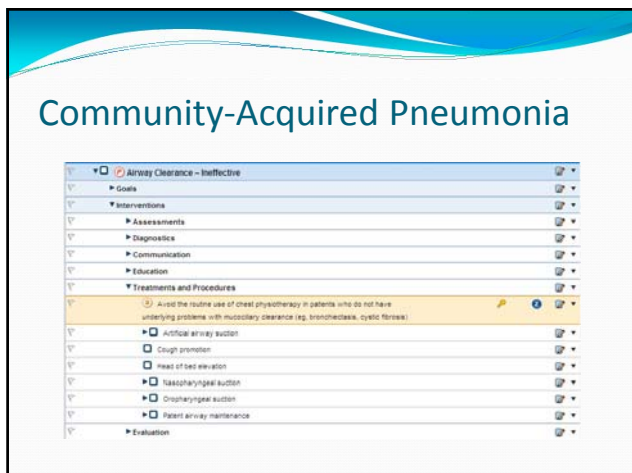 Community-Acquired Pneumonia
P Airway Clearance – Ineffective
Goals
Interventions
Assessments
Diagnostics
Communication
Education
Treatments and Procedures
Avoid the routine use of chest physiotherapy in patients who do not have
underlying problems with mucociliary clearance (eg, bronchiectasis, cystic fibrosis)
Artificial airway suction
Cough promotion
Head of bed elevation
Nasopharyngeal suction
Oropharyngeal suction
Patent airway maintenance
Evaluation